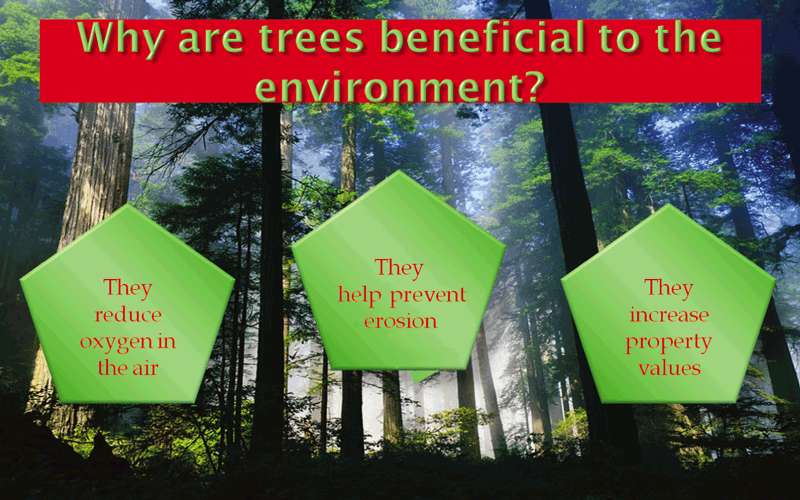 Why are trees beneficial to the
environment?
They
reduce
oxygen in
the air
They
help prevent
erosion
They
increase
property
values